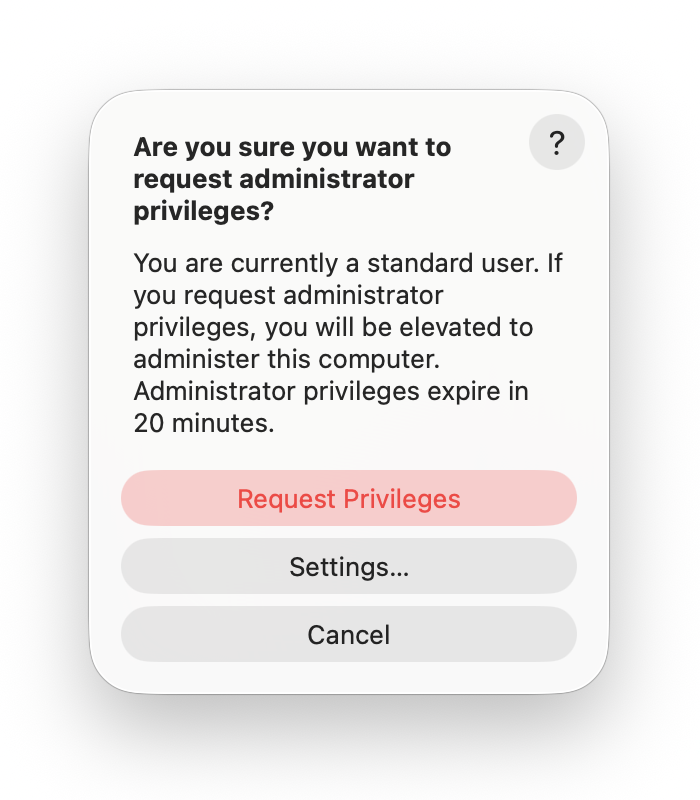 Are you sure you want to
request administrator
privileges?
?
You are currently a standard user. If
you request administrator
privileges, you will be elevated to
administer this computer.
Administrator privileges expire in
20 minutes.
Request Privileges
Settings...
Cancel